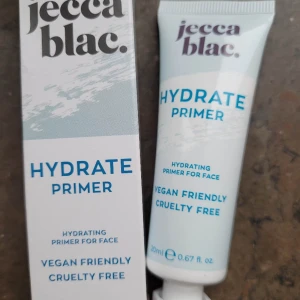 jecca
blac.
HYDRATE
PRIMER
HYDRATING
PRIMER FOR FACE
VEGAN FRIENDLY
CRUELTY FREE
jecca
blac.
HYDRATE
PRIMER
HYDRATING
PRIMER FOR FACE
VEGAN FRIENDLY
CRUELTY FREE
20ml e 0.67 fl. oz.